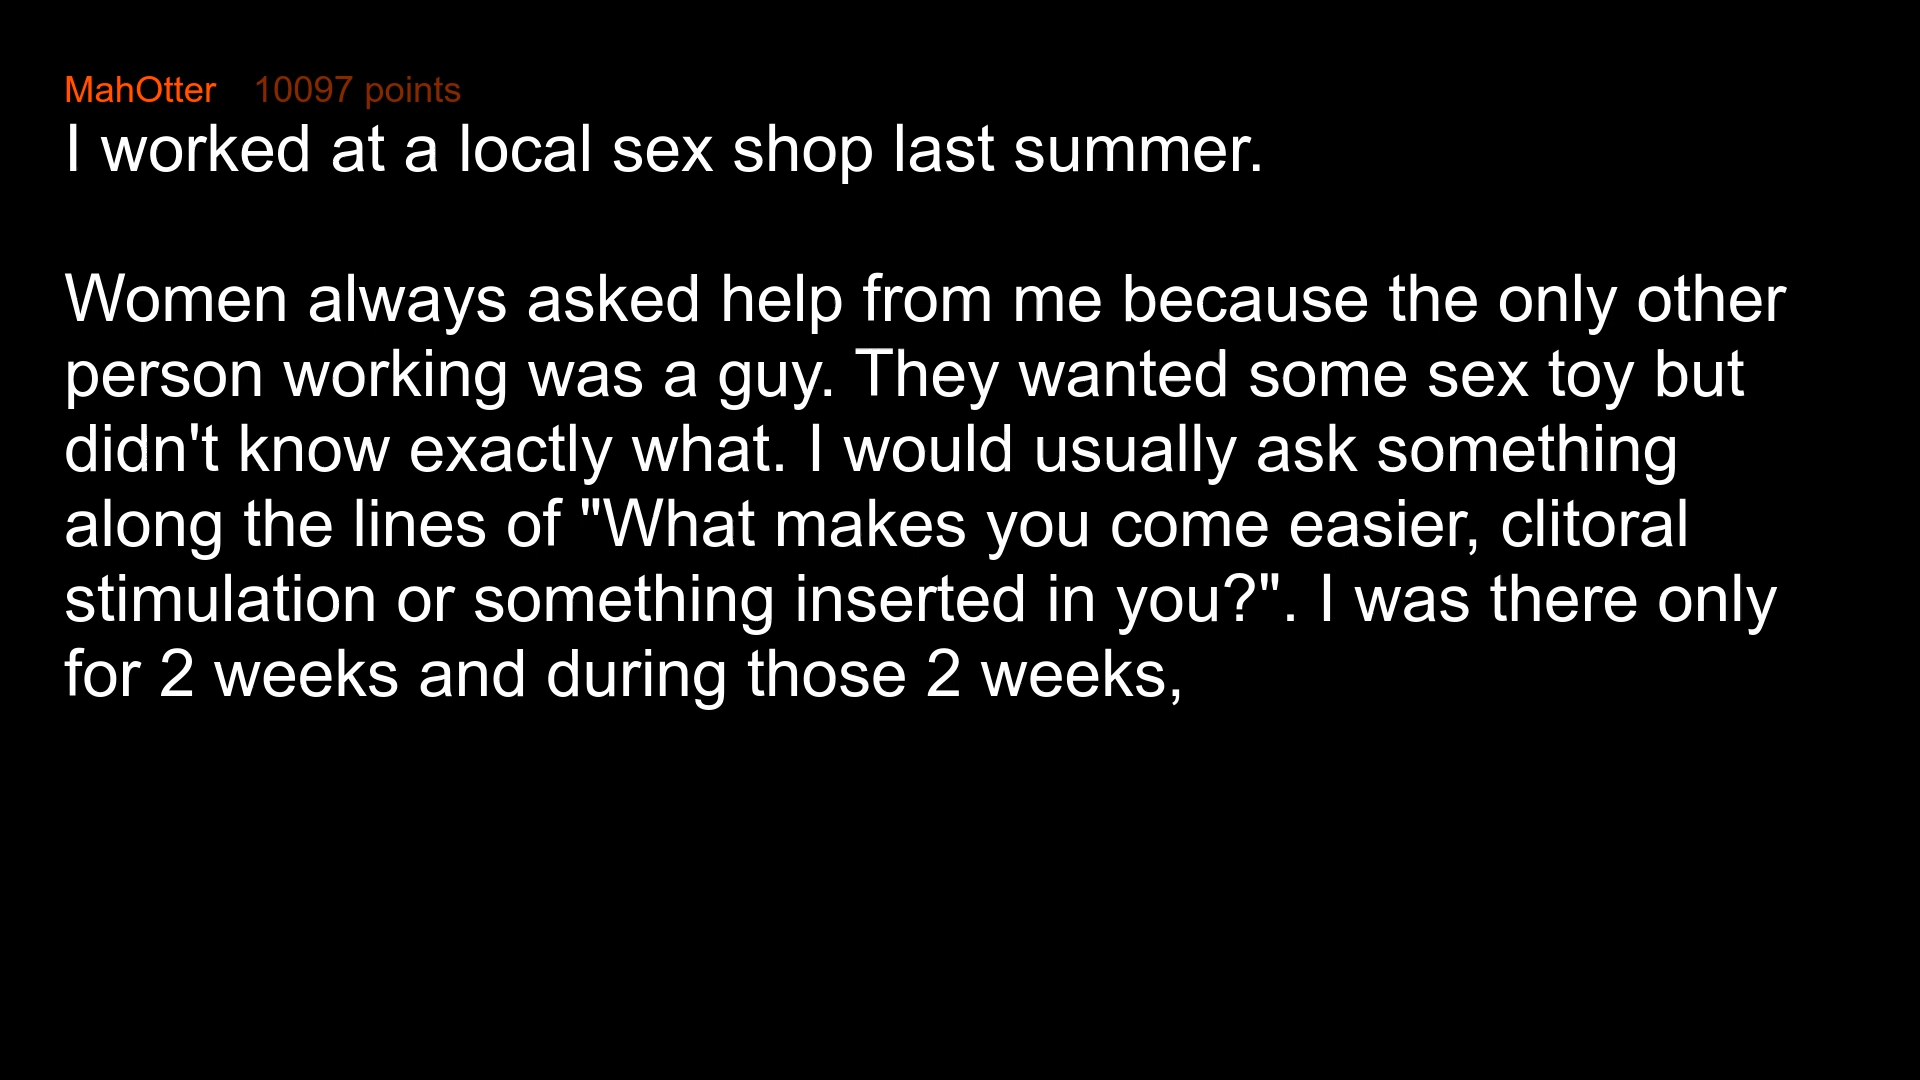 MahOtter 10097 points
I worked at a local sex shop last summer.
Women always asked help from me because the only other
person working was a guy. They wanted some sex toy but
didn't know exactly what. I would usually ask something
along the lines of "What makes you come easier, clitoral
stimulation or something inserted in you?". I was there only
for 2 weeks and during those 2 weeks,